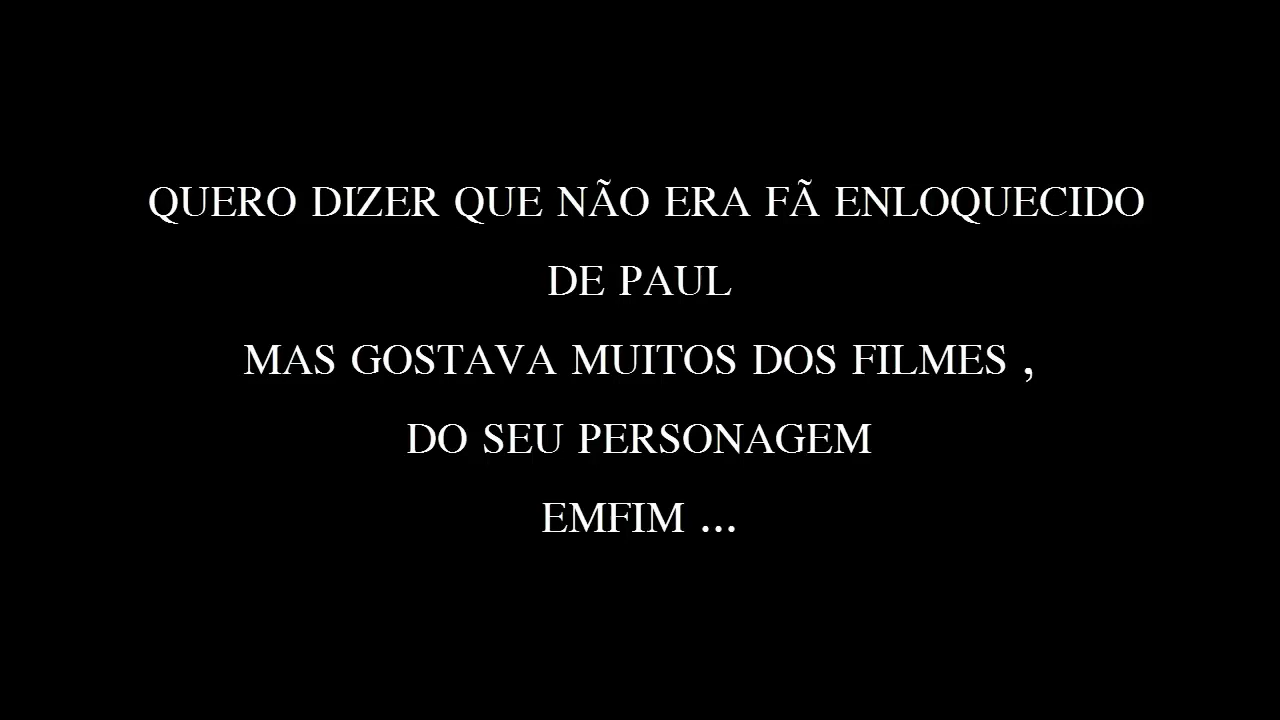 QUERO DIZER QUE NÃO ERA FÃ ENLOQUECIDO
DE PAUL
MAS GOSTAVA MUITOS DOS FILMES ,
DO SEU PERSONAGEM
EMFIM ...